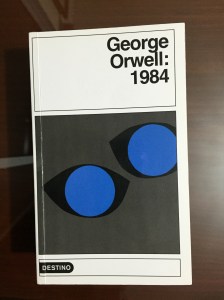 George
Orwell:
1984
DESTINO